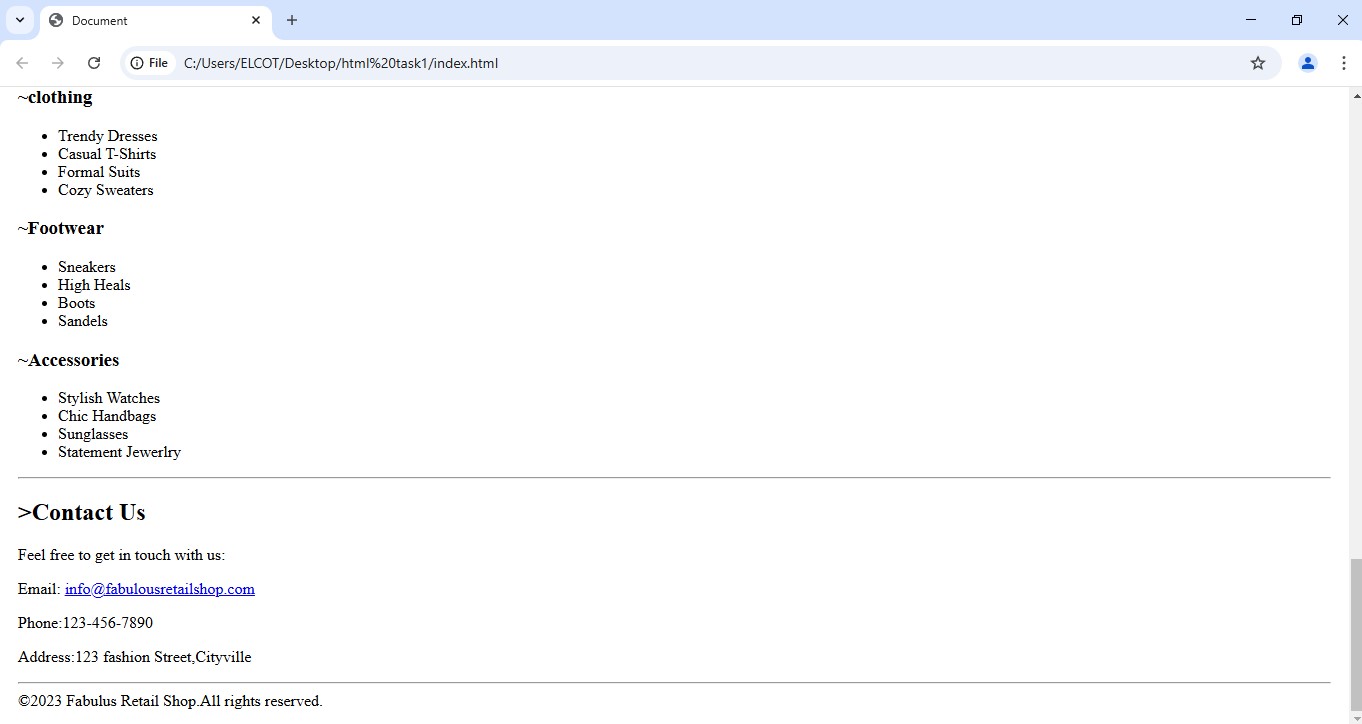 Document
File
C:/Users/ELCOT/Desktop/html%20task1/index.html
~clothing
• Trendy Dresses
• Casual T-Shirts
• Formal Suits
• Cozy Sweaters
~Footwear
• Sneakers
• High Heals
• Boots
• Sandels
~Accessories
• Stylish Watches
• Chic Handbags
• Sunglasses
• Statement Jewerlry
>Contact Us
Feel free to get in touch with us:
Email: info@fabulousretailshop.com
Phone:123-456-7890
Address:123 fashion Street,Cityville
©2023 Fabulus Retail Shop.All rights reserved.